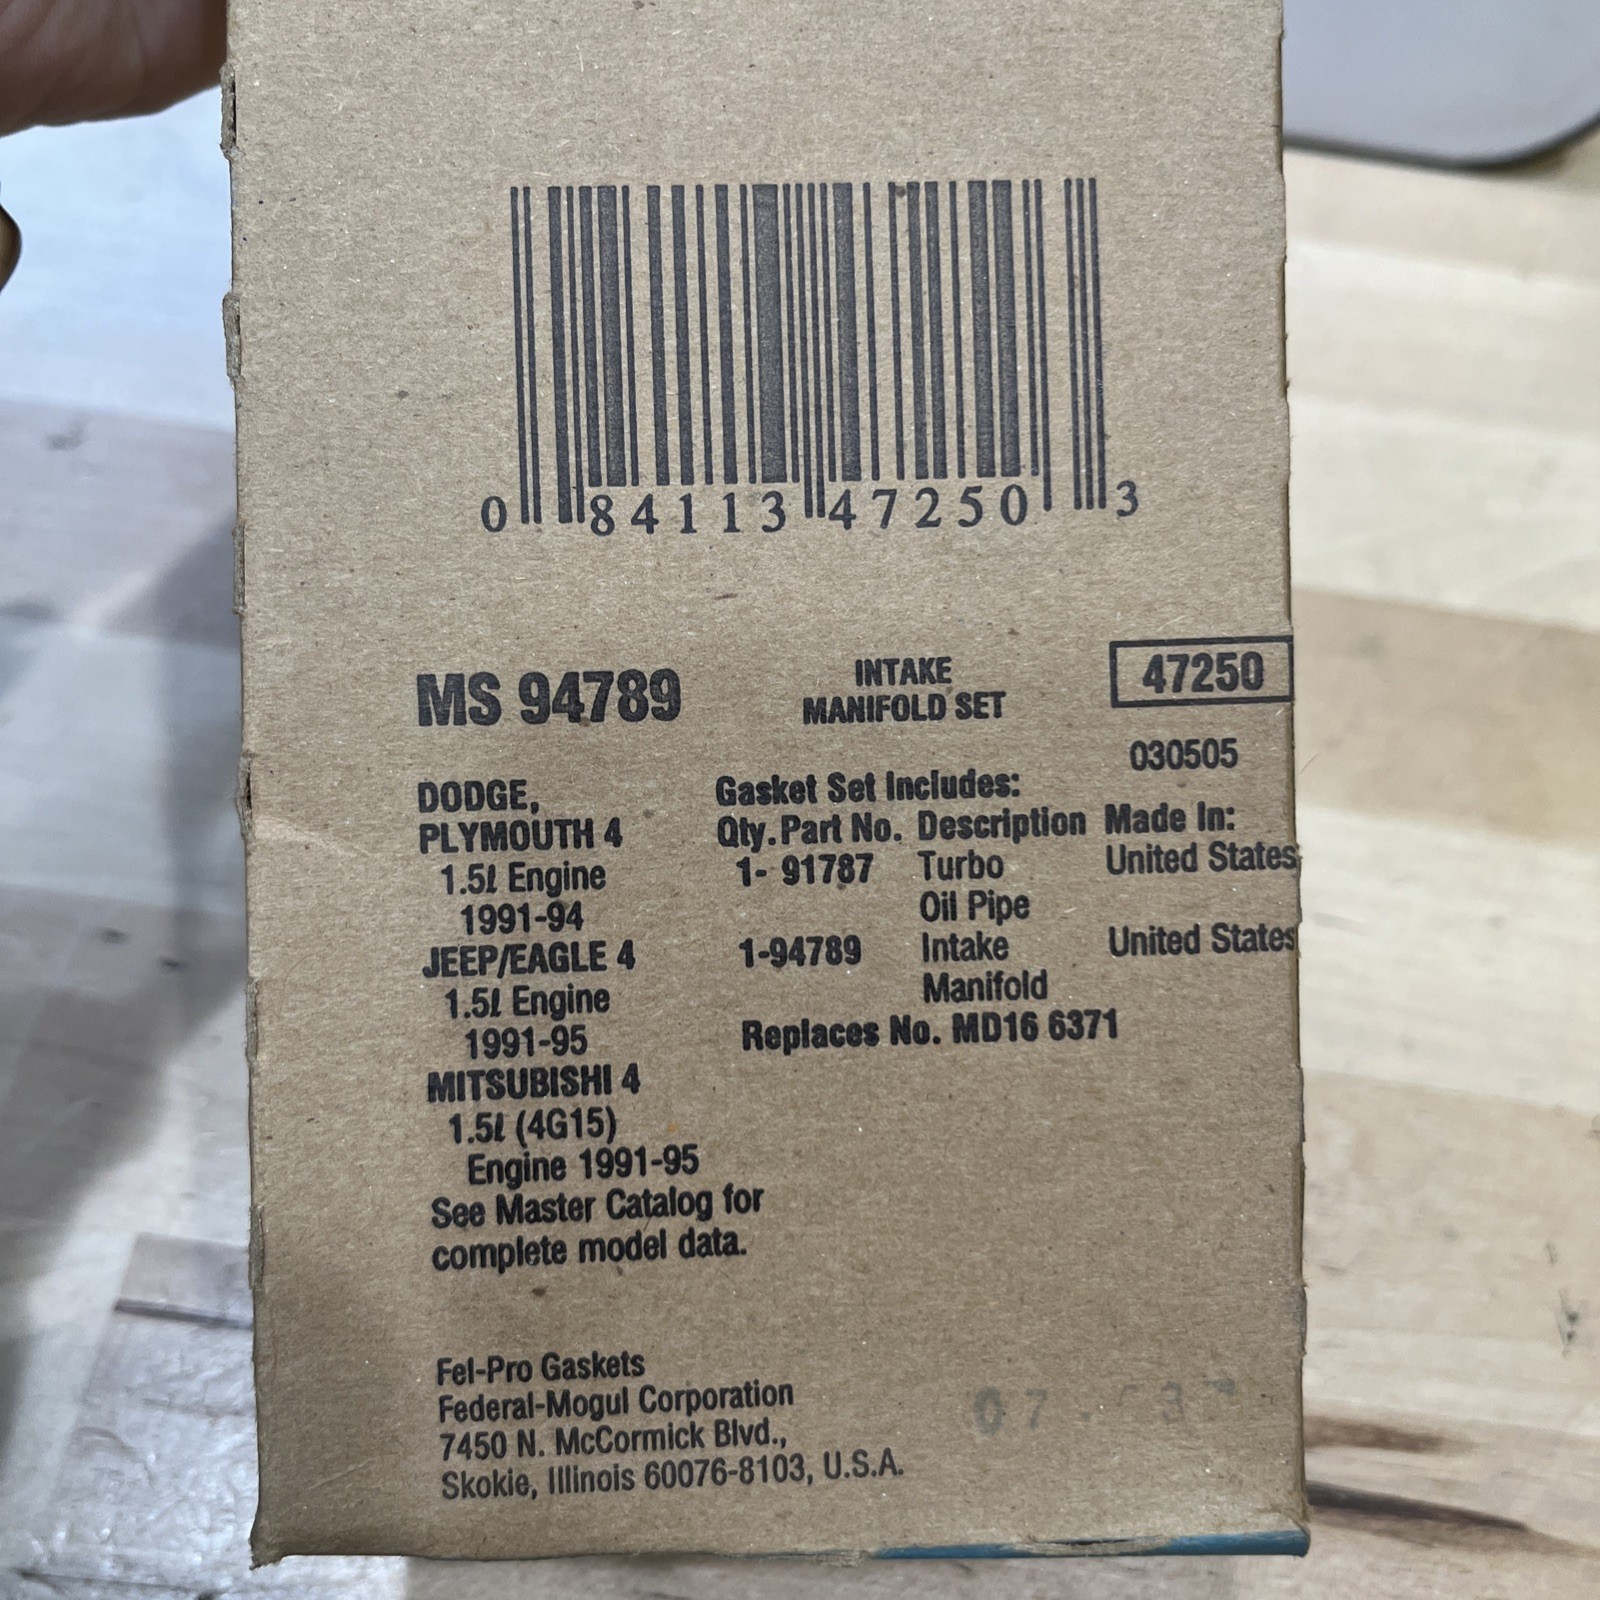 0 84113 47250 3
MS 94789
INTAKE
MANIFOLD SET
47250
030505
DODGE,
PLYMOUTH 4
1.5ℓ Engine
1991-94
JEEP/EAGLE 4
1.5ℓ Engine
1991-95
MITSUBISHI 4
1.5ℓ (4G15)
Engine 1991-95
See Master Catalog for
complete model data.
Gasket Set Includes:
Qty. Part No. Description Made In:
1- 91787 Turbo United States
Oil Pipe
1-94789 Intake United States
Manifold
Replaces No. MD16 6371
Fel-Pro Gaskets
Federal-Mogul Corporation
7450 N. McCormick Blvd.,
Skokie, Illinois 60076-8103, U.S.A.